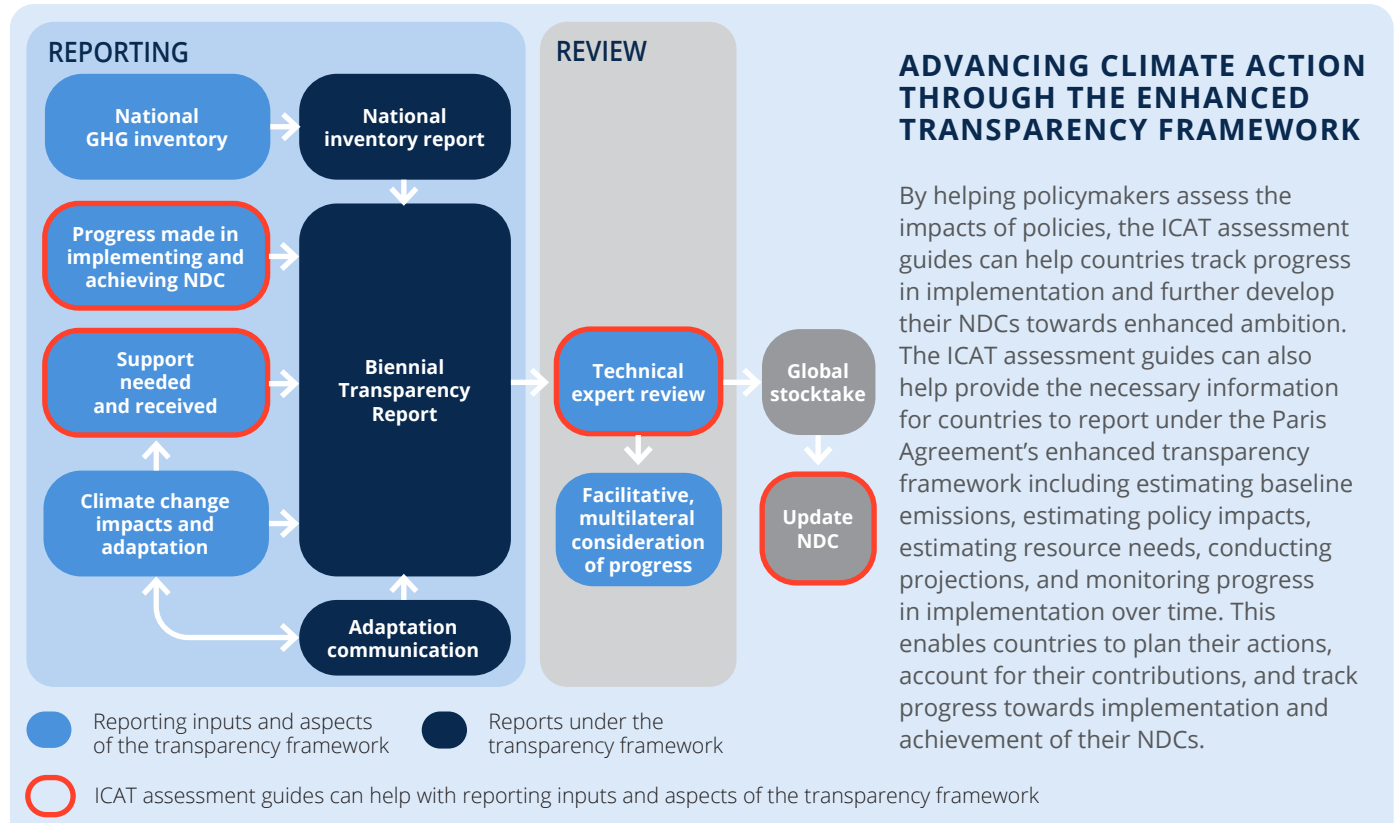 REPORTING
National
GHG inventory
National
inventory report
Progress made in
implementing and
achieving NDC
Support
needed
and received
Climate change
impacts and
adaptation
Biennial
Transparency
Report
Adaptation
communication
REVIEW
Technical
expert review
Facilitative,
multilateral
consideration
of progress
Global
stocktake
Update
NDC
ADVANCING CLIMATE ACTION
THROUGH THE ENHANCED
TRANSPARENCY FRAMEWORK
By helping policymakers assess the
impacts of policies, the ICAT assessment
guides can help countries track progress
in implementation and further develop
their NDCs towards enhanced ambition.
The ICAT assessment guides can also
help provide the necessary information
for countries to report under the Paris
Agreement’s enhanced transparency
framework including estimating baseline
emissions, estimating policy impacts,
estimating resource needs, conducting
projections, and monitoring progress
in implementation over time. This
enables countries to plan their actions,
account for their contributions, and track
progress towards implementation and
achievement of their NDCs.
Reporting inputs and aspects
of the transparency framework
Reports under the
transparency framework
ICAT assessment guides can help with reporting inputs and aspects of the transparency framework